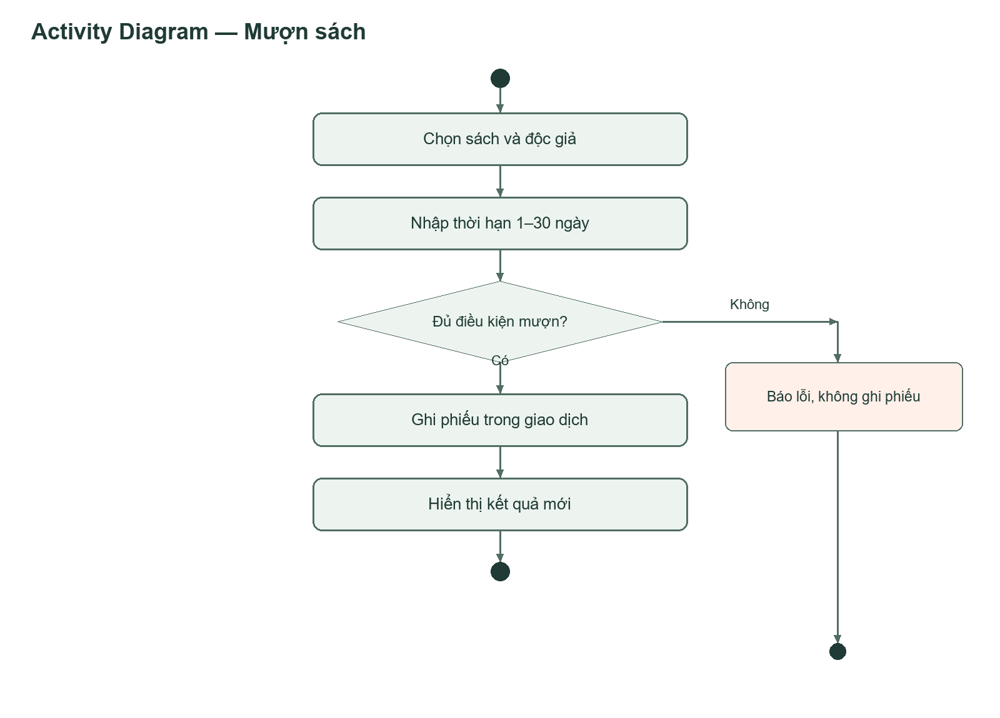 Activity Diagram — Mượn sách
Chọn sách và độc giả
Nhập thời hạn 1–30 ngày
Đủ điều kiện mượn?
Không
Có
Báo lỗi, không ghi phiếu
Ghi phiếu trong giao dịch
Hiển thị kết quả mới